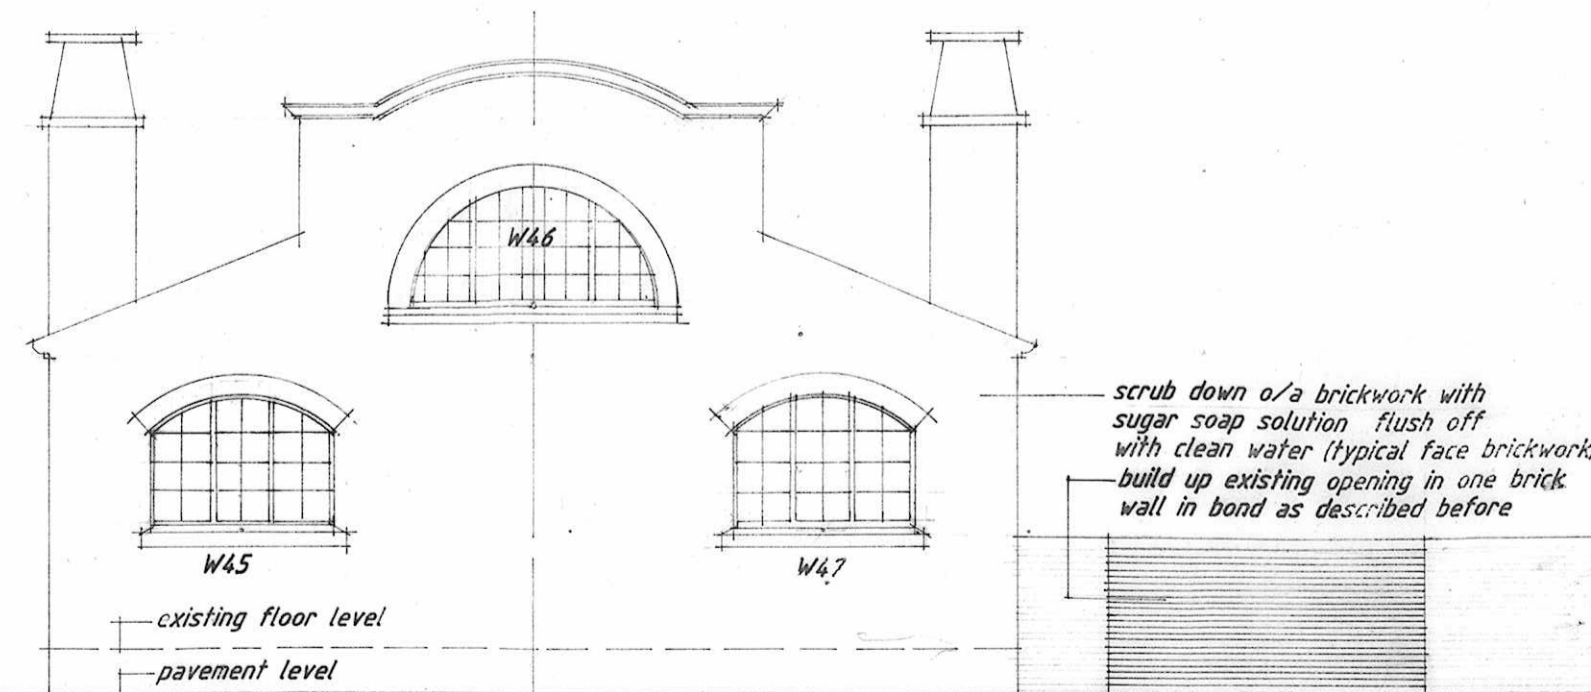 W46
scrub down o/a brickwork with
sugar soap solution flush off
with clean water (typical face brickwork)
build up existing opening in one brick
wall in bond as described before
W45
W47
existing floor level
pavement level